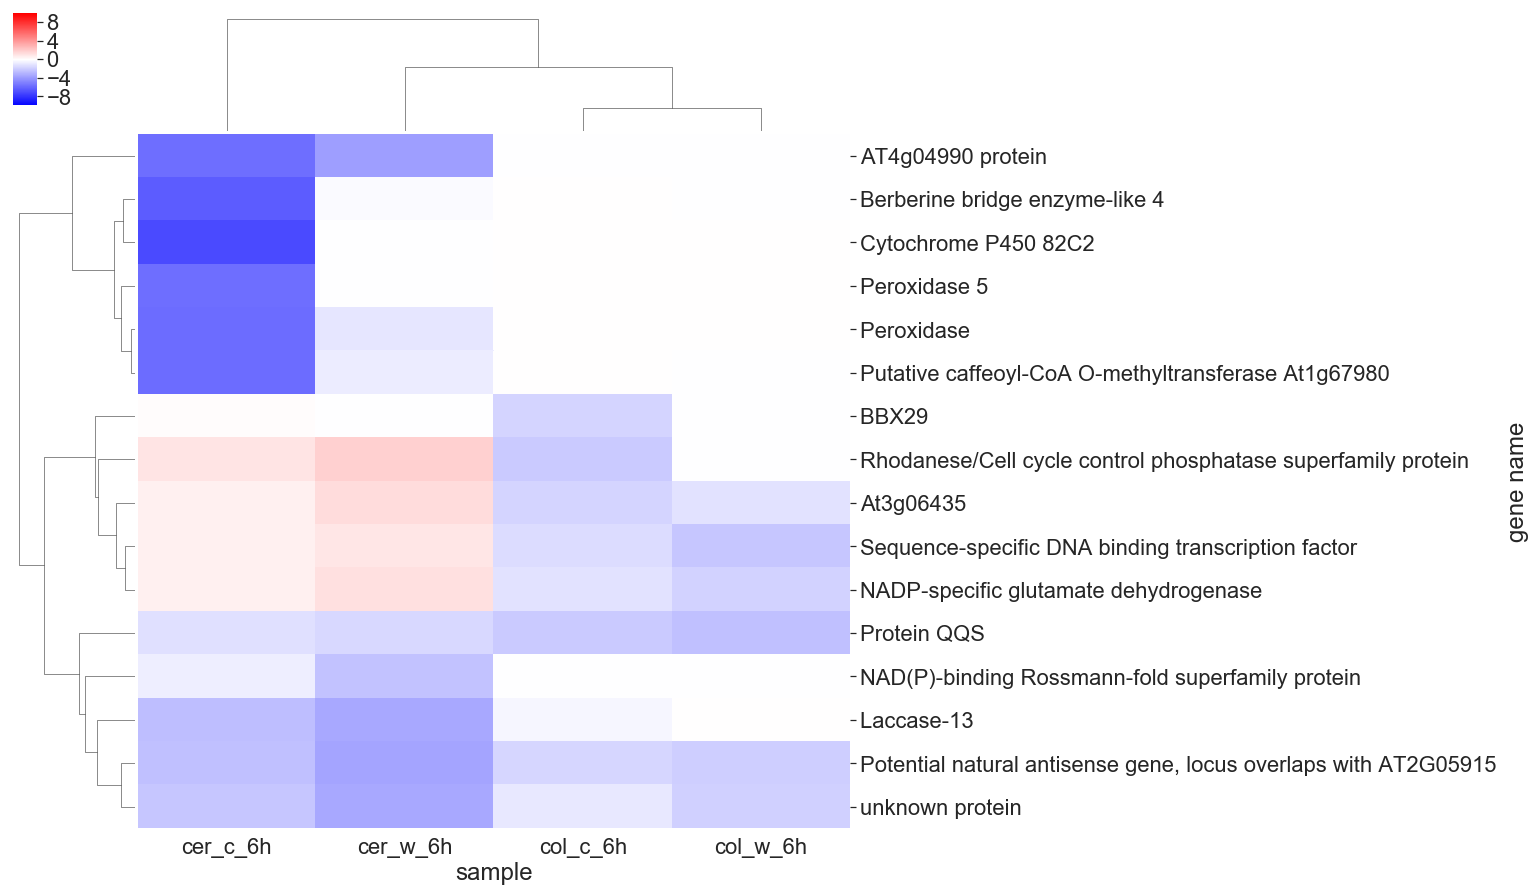 8
4
0
−4
−8
AT4g04990 protein
Berberine bridge enzyme-like 4
Cytochrome P450 82C2
Peroxidase 5
Peroxidase
Putative caffeoyl-CoA O-methyltransferase At1g67980
BBX29
Rhodanese/Cell cycle control phosphatase superfamily protein
At3g06435
Sequence-specific DNA binding transcription factor
NADP-specific glutamate dehydrogenase
Protein QQS
NAD(P)-binding Rossmann-fold superfamily protein
Laccase-13
Potential natural antisense gene, locus overlaps with AT2G05915
unknown protein
gene name
cer_c_6h cer_w_6h col_c_6h col_w_6h
sample